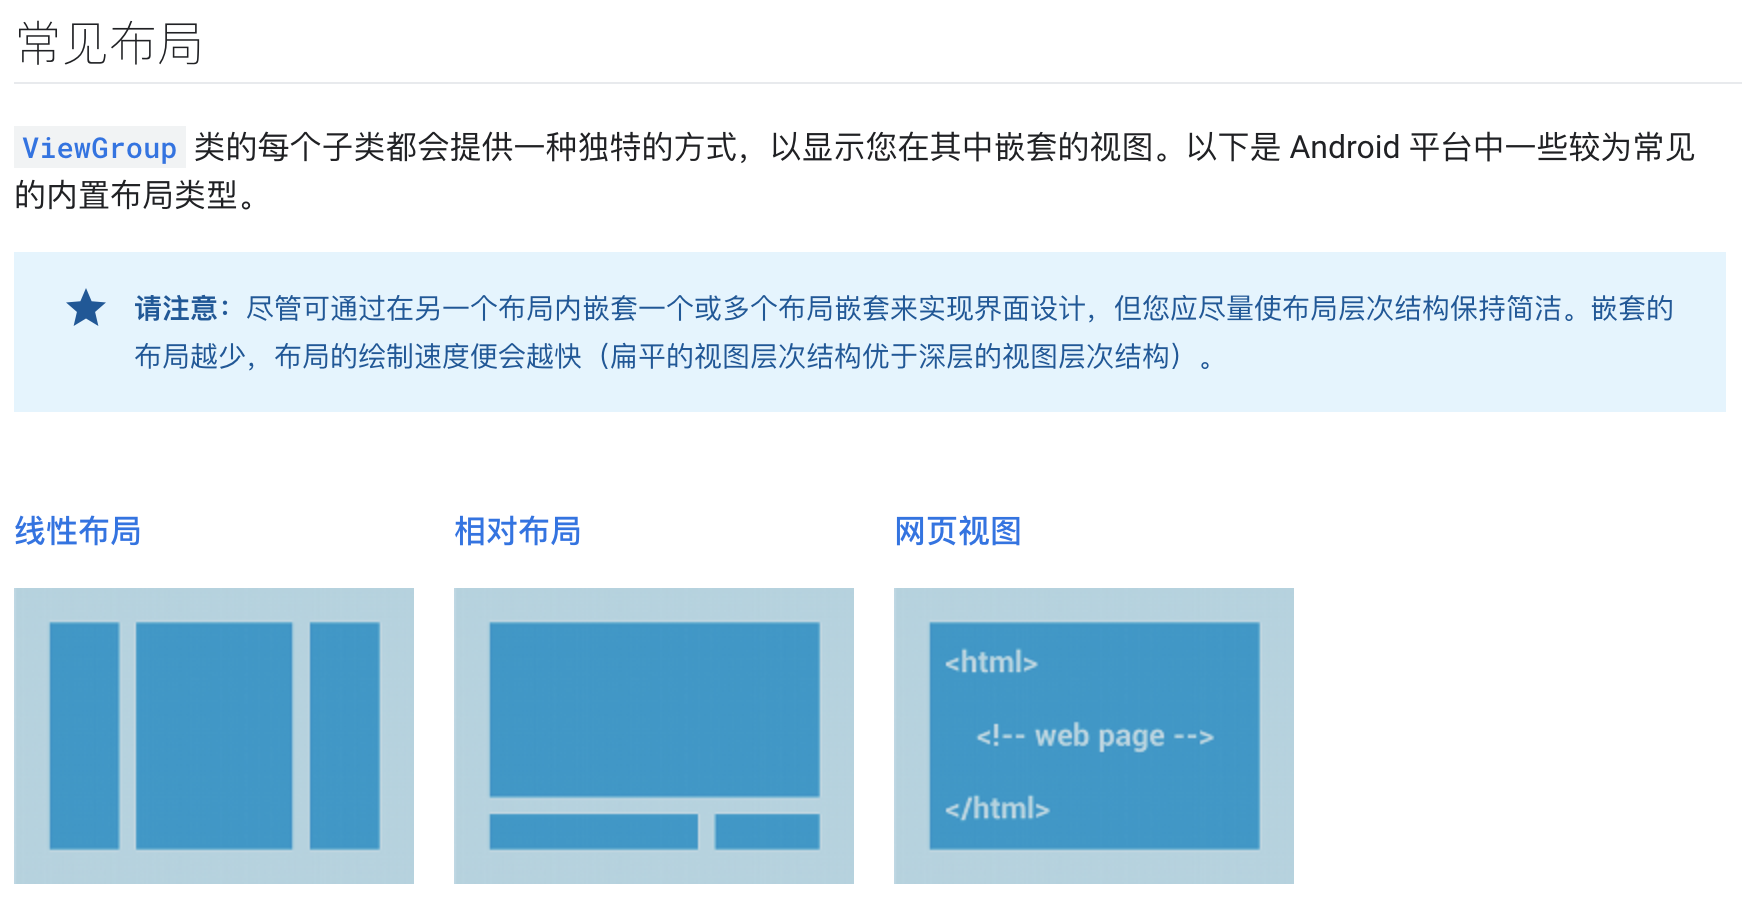 常见布局
ViewGroup 类的每个子类都会提供一种独特的方式，以显示您在其中嵌套的视图。以下是 Android 平台中一些较为常见
的内置布局类型。
请注意：尽管可通过在另一个布局内嵌套一个或多个布局嵌套来实现界面设计，但您应尽量使布局层次结构保持简洁。嵌套的
布局越少，布局的绘制速度便会越快（扁平的视图层次结构优于深层的视图层次结构）。
线性布局
相对布局
网页视图
<html>
<!-- web page -->
</html>